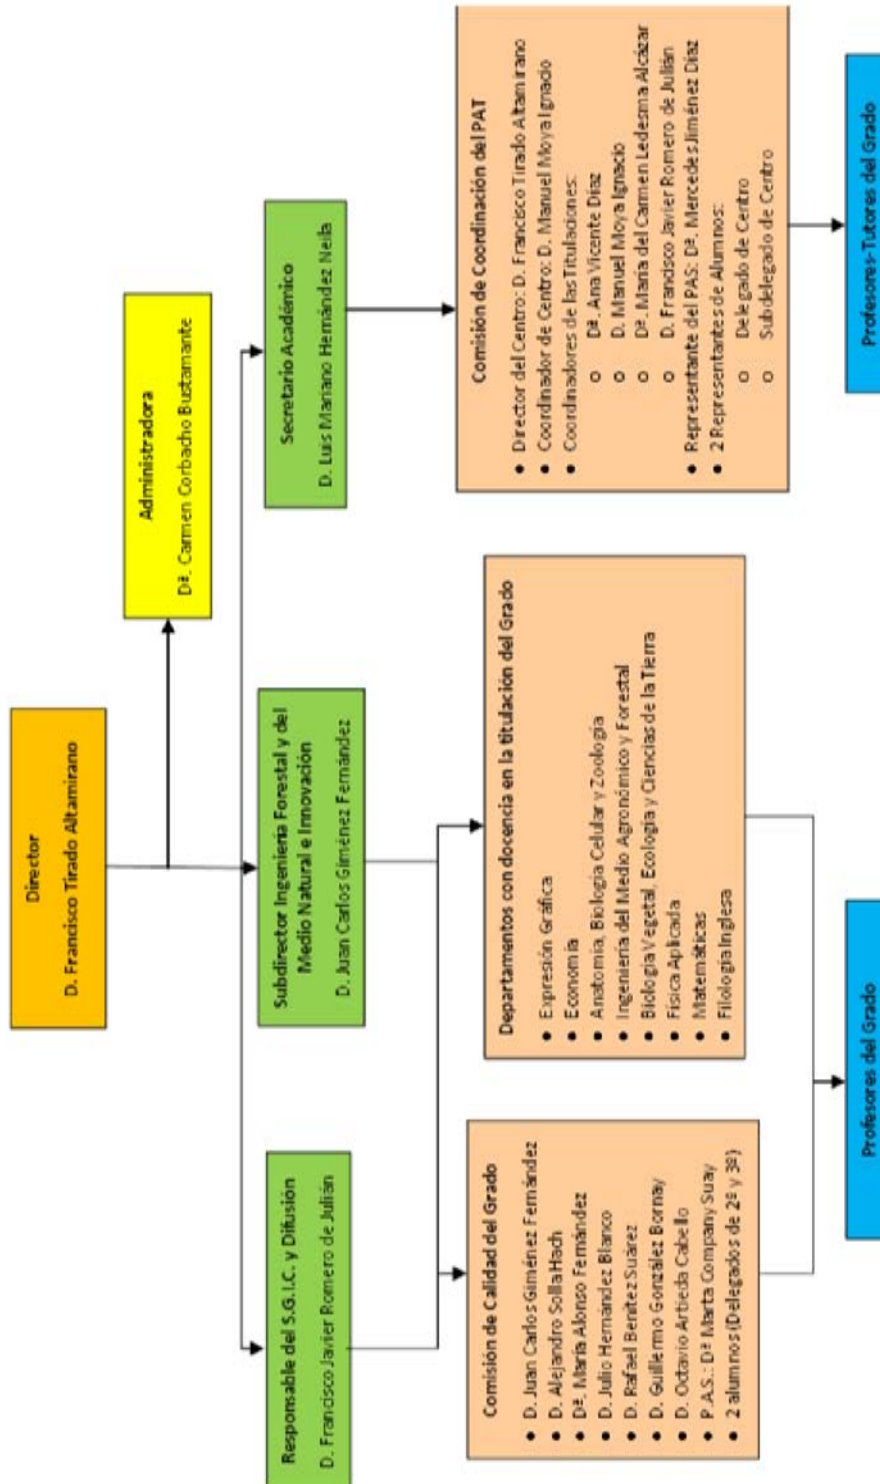 Director
D. Francisco Tirado Altamirano
Administradora
Dª. Carmen Corbacho Bustamante
Responsable del S.G.I.C. y Difusión
D. Francisco Javier Romero de Julián
Subdirector Ingeniería Forestal y del
Medio Natural e Innovación
D. Juan Carlos Giménez Fernández
Secretario Académico
D. Luis Mariano Hernández Neila
Comisión de Calidad del Grado
● D. Juan Carlos Giménez Fernández
● D. Alejandro Solla Hach
● Dª. María Alonso Fernández
● D. Julio Hernández Blanco
● D. Rafael Benítez Suárez
● D. Guillermo González Bornay
● D. Octavio Artieda Cabello
● P.A.S.: Dª Marta Company Suay
● 2 alumnos (Delegados de 2º y 3º)
Departamentos con docencia en la titulación del Grado
● Expresión Gráfica
● Economía
● Anatomía, Biología Celular y Zoología
● Ingeniería del Medio Agronómico y Forestal
● Biología Vegetal, Ecología y Ciencias de la Tierra
● Física Aplicada
● Matemáticas
● Filología Inglesa
Comisión de Coordinación del PAT
● Director del Centro: D. Francisco Tirado Altamirano
● Coordinador de Centro: D. Manuel Moya Ignacio
● Coordinadores de las Titulaciones:
o Dª. Ana Vicente Díaz
o D. Manuel Moya Ignacio
o Dª. María del Carmen Ledesma Alcázar
o D. Francisco Javier Romero de Julián
● Representante del PAS: Dª. Mercedes Jiménez Díaz
● 2 Representantes de Alumnos:
o Delegado de Centro
o Subdelegado de Centro
Profesores del Grado
Profesores-Tutores del Grado